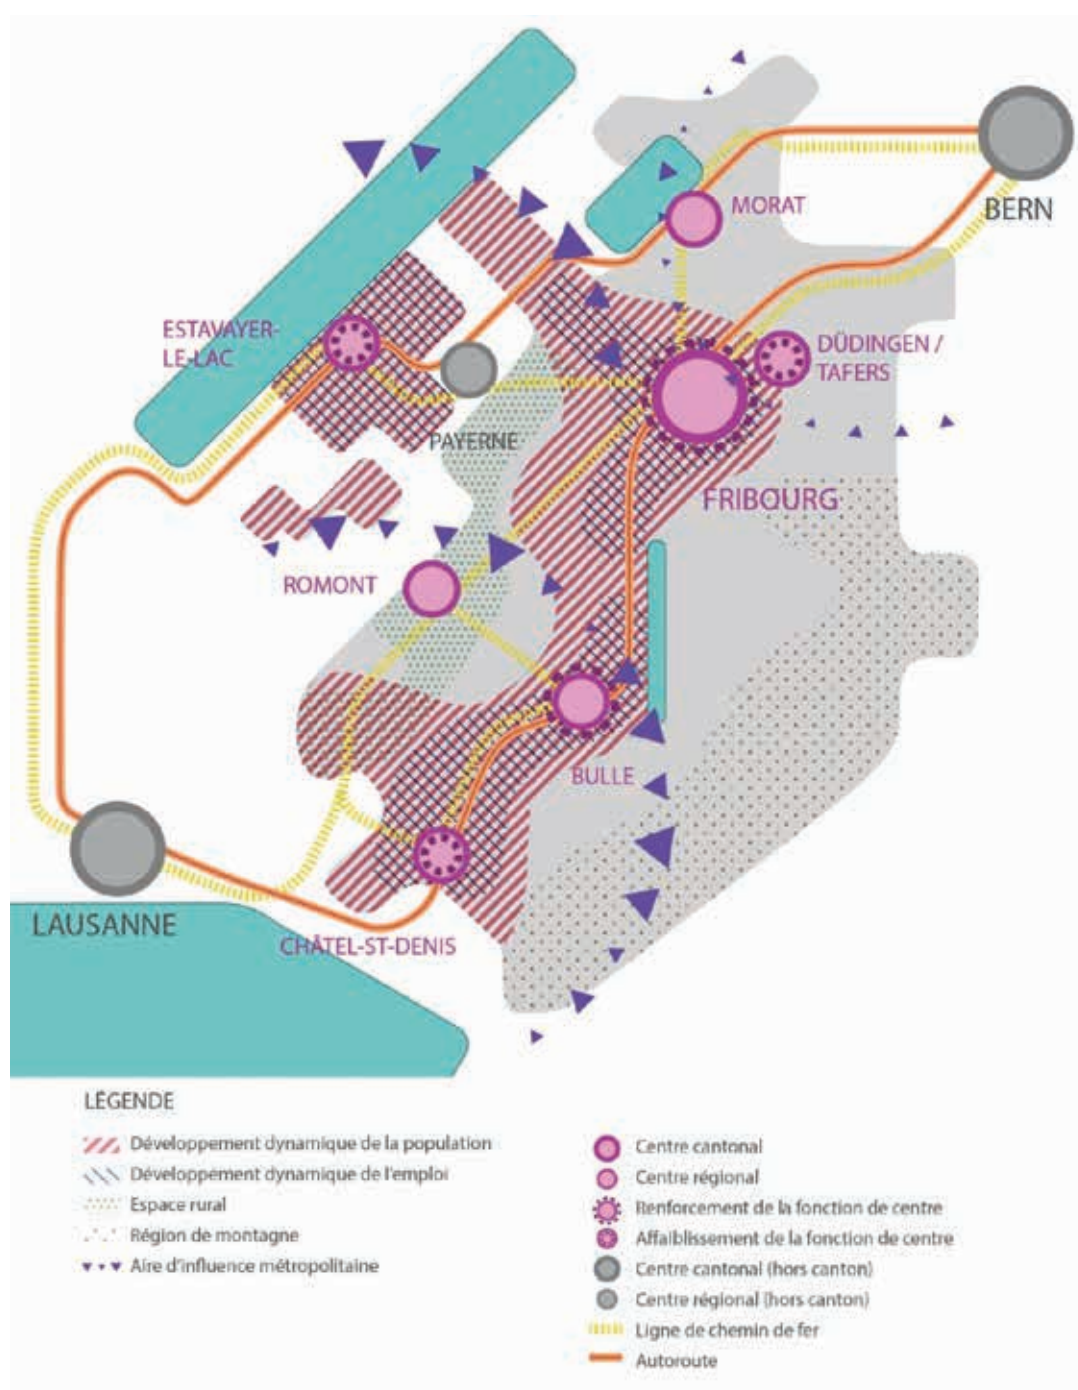 MORAT
BERN
ESTAVAYER-
LE-LAC
DÜDINGEN /
TAFERS
PAYERNE
FRIBOURG
ROMONT
BULLE
LAUSANNE
CHÂTEL-ST-DENIS
LÉGENDE
Développement dynamique de la population
Développement dynamique de l'emploi
Espace rural
Région de montagne
Aire d'influence métropolitaine
Centre cantonal
Centre régional
Renforcement de la fonction de centre
Affaiblissement de la fonction de centre
Centre cantonal (hors canton)
Centre régional (hors canton)
Ligne de chemin de fer
Autoroute